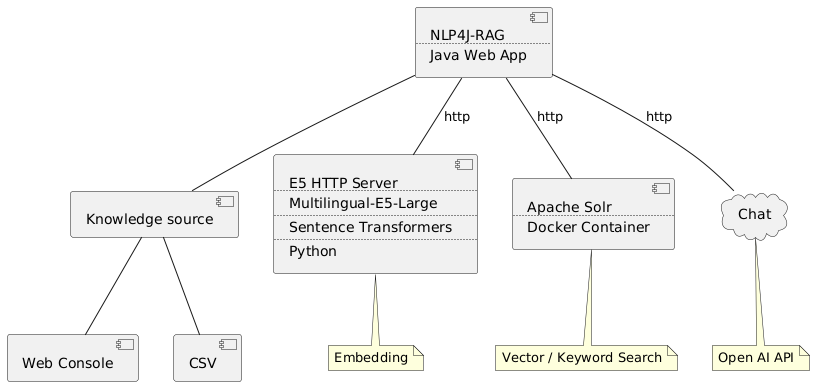 NLP4J-RAG
Java Web App
http
http
http
E5 HTTP Server
Multilingual-E5-Large
Sentence Transformers
Python
Knowledge source
Apache Solr
Docker Container
Chat
Web Console
CSV
Embedding
Vector / Keyword Search
Open AI API